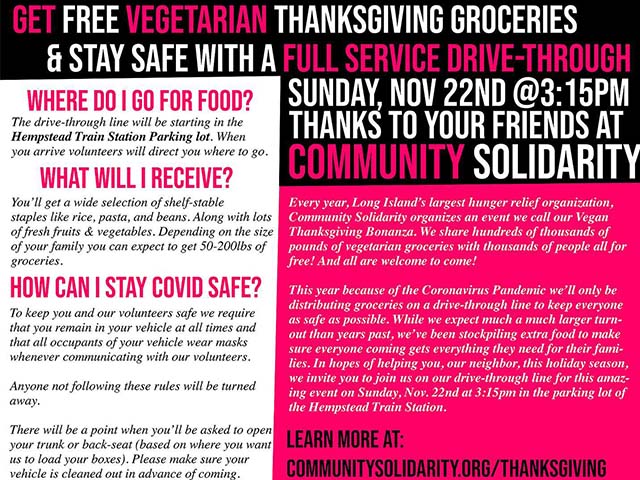 GET FREE VEGETARIAN THANKSGIVING GROCERIES
& STAY SAFE WITH A FULL SERVICE DRIVE-THROUGH
WHERE DO I GO FOR FOOD?
The drive-through line will be starting in the
Hempstead Train Station Parking lot. When
you arrive volunteers will direct you where to go.
WHAT WILL I RECEIVE?
You'll get a wide selection of shelf-stable
staples like rice, pasta, and beans. Along with lots
of fresh fruits & vegetables. Depending on the size
of your family you can expect to get 50-200lbs of
groceries.
HOW CAN I STAY COVID SAFE?
To keep you and our volunteers safe we require
that you remain in your vehicle at all times and
that all occupants of your vehicle wear masks
whenever communicating with our volunteers.
Anyone not following these rules will be turned
away.
There will be a point when you'll be asked to open
your trunk or back-seat (based on where you want
us to load your boxes). Please make sure your
vehicle is cleaned out in advance of coming.
SUNDAY, NOV 22ND @3:15PM
THANKS TO YOUR FRIENDS AT
COMMUNITY SOLIDARITY
Every year, Long Island's largest hunger relief organization,
Community Solidarity organizes an event we call our Vegan
Thanksgiving Bonanza. We share hundreds of thousands of
pounds of vegetarian groceries with thousands of people all for
free! And all are welcome to come!
This year because of the Coronavirus Pandemic we'll only be
distributing groceries on a drive-through line to keep everyone
as safe as possible. While we expect much a much larger turn-
out than years past, we've been stockpiling extra food to make
sure everyone coming gets everything they need for their fami-
lies. In hopes of helping you, our neighbor, this holiday season,
we invite you to join us on our drive-through line for this amaz-
ing event on Sunday, Nov. 22nd at 3:15pm in the parking lot of
the Hempstead Train Station.
LEARN MORE AT:
COMMUNITYSOLIDARITY.ORG/THANKSGIVING